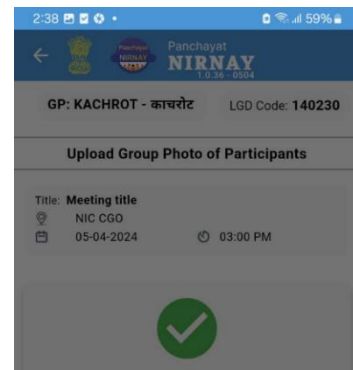 2:38 59%
Panchayat
NIRNAY
1.0.36 - 0504
GP: KACHROT - काचरोट LGD Code: 140230
Upload Group Photo of Participants
Title: Meeting title
NIC CGO
05-04-2024 03:00 PM